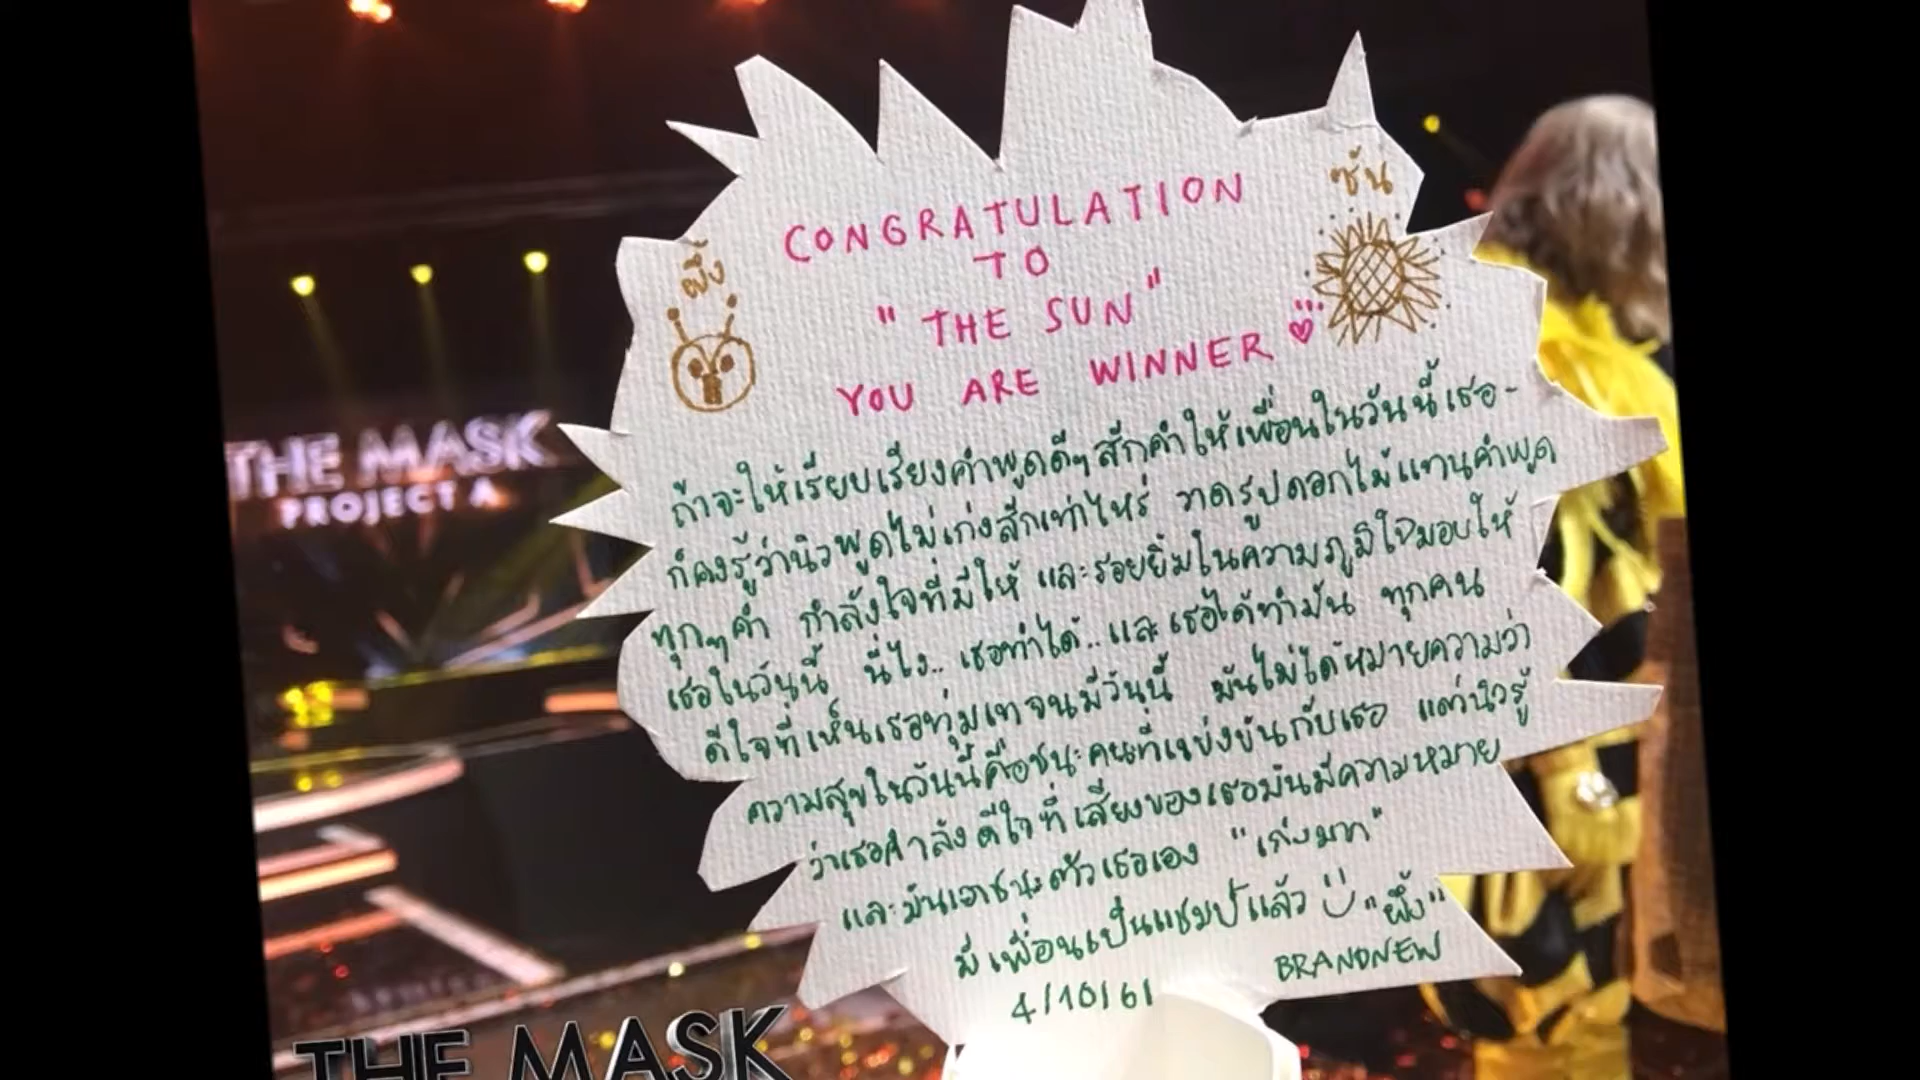 ซัน
CONGRATULATION
TO
ผึ้ง
"THE SUN"
YOU ARE WINNER
ถ้าจะให้เรียบเรียงคำพูดดีๆสักคำให้เพื่อนในวันนี้ เธอ-
ก็คงรู้ว่านิวพูดไม่เก่งสักเท่าไหร่ วาดรูปดอกไม้แทนคำพูด
ทุกๆคำ กำลังใจที่มีให้ และรอยยิ้มในความภูมิใจมอบให้
เธอในวันนี้ นี่ไง.. เธอทำได้.. และเธอได้ทำมัน ทุกคน
ดีใจที่เห็นเธอทุ่มเทจนมีวันนี้ มันไม่ได้หมายความว่า
ความสุขในวันนี้คือชนะคนที่แข่งขันกับเธอ แต่นิวรู้
ว่าเธอกำลังดีใจที่เสียงของเธอมันมีความหมาย
และมันเอาชนะตัวเธอเอง "เก่งมาก"
มีเพื่อนเป็นแชมป์แล้ว "ผึ้ง"
BRANDNEW
4/10/61
THE MASK
PROJECT A
THE MASK